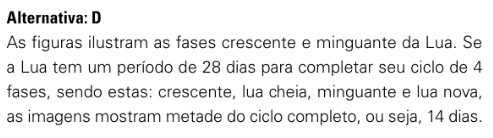 Alternativa: D
As figuras ilustram as fases crescente e minguante da Lua. Se
a Lua tem um período de 28 dias para completar seu ciclo de 4
fases, sendo estas: crescente, lua cheia, minguante e lua nova,
as imagens mostram metade do ciclo completo, ou seja, 14 dias.